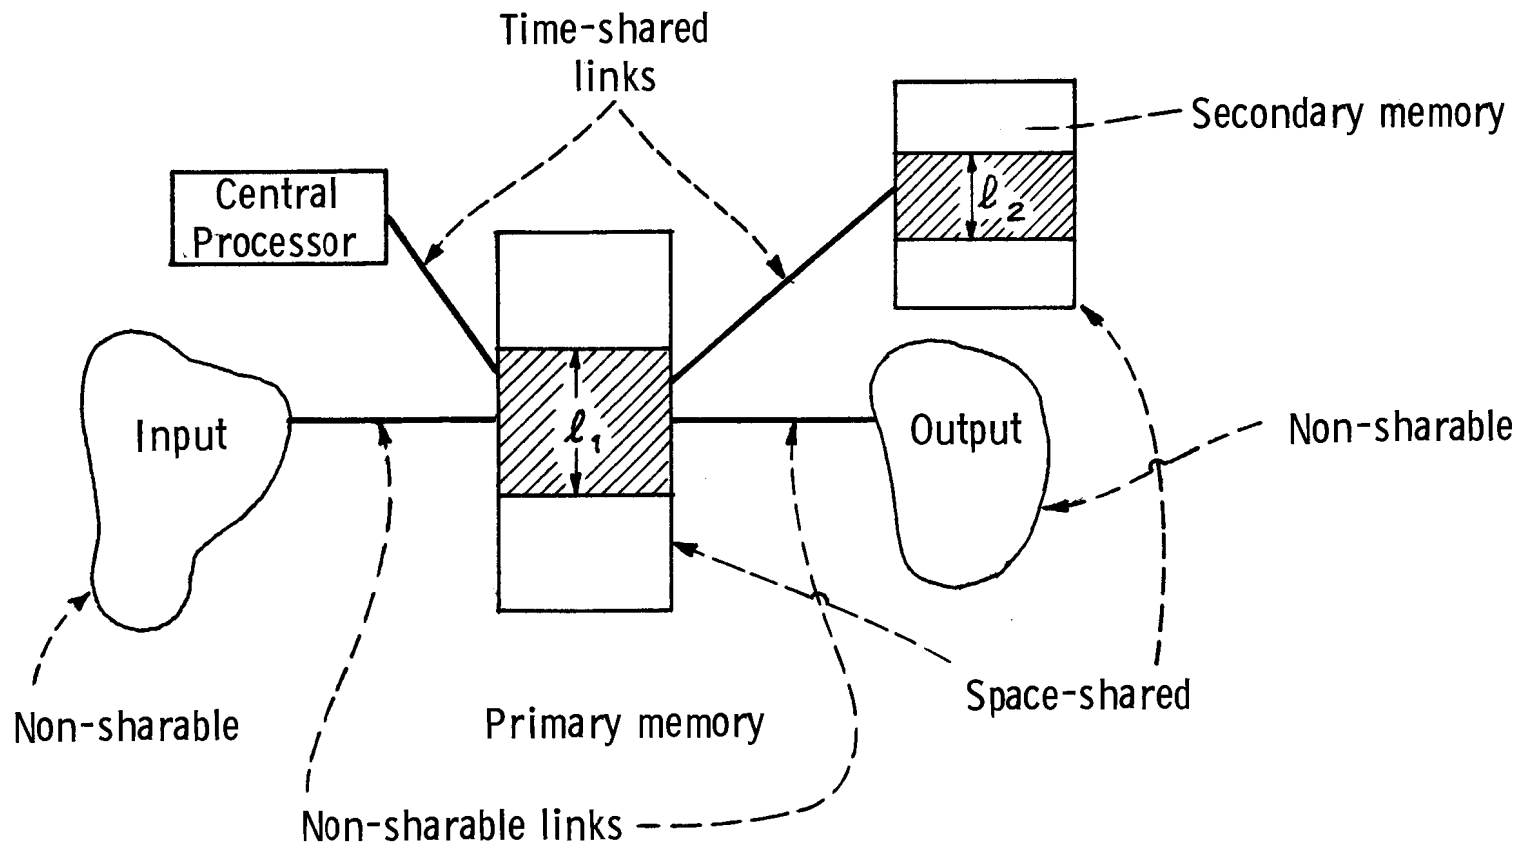 Time-shared
links
Secondary memory
Central
Processor
ℓ₂
Input
ℓ₁
Output
Non-sharable
Non-sharable
Primary memory
Space-shared
Non-sharable links